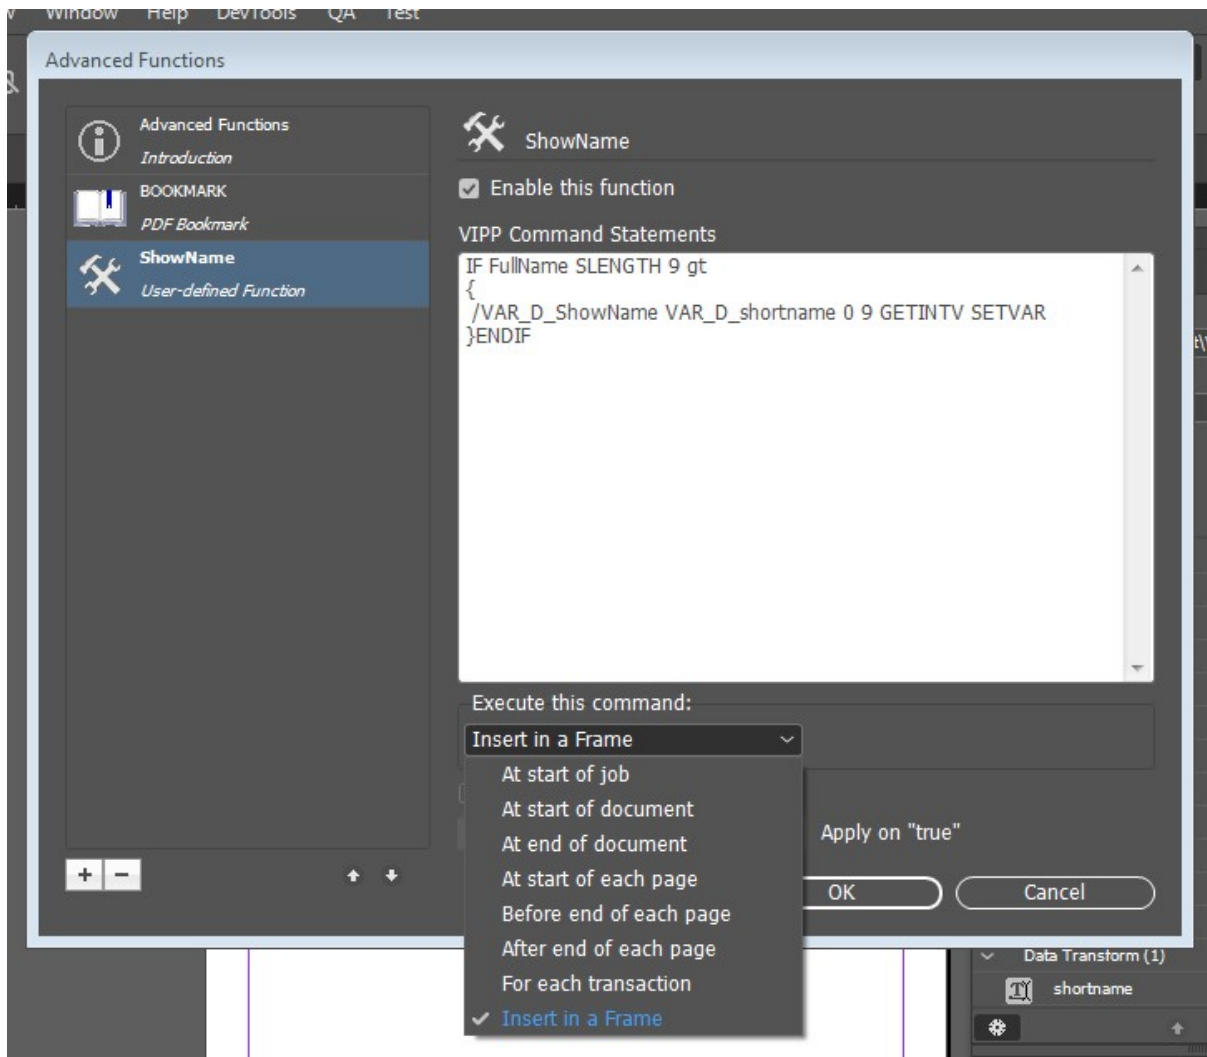 Window Help DevTools QA Test
Advanced Functions
Advanced Functions
Introduction
BOOKMARK
PDF Bookmark
ShowName
User-defined Function
ShowName
Enable this function
VIPP Command Statements
IF FullName SLENGTH 9 gt
{
/VAR_D_ShowName VAR_D_shortname 0 9 GETINTV SETVAR
}ENDIF
Execute this command:
Insert in a Frame
At start of job
At start of document
At end of document
At start of each page
Before end of each page
After end of each page
For each transaction
Insert in a Frame
Apply on "true"
+ −
OK
Cancel
Data Transform (1)
shortname